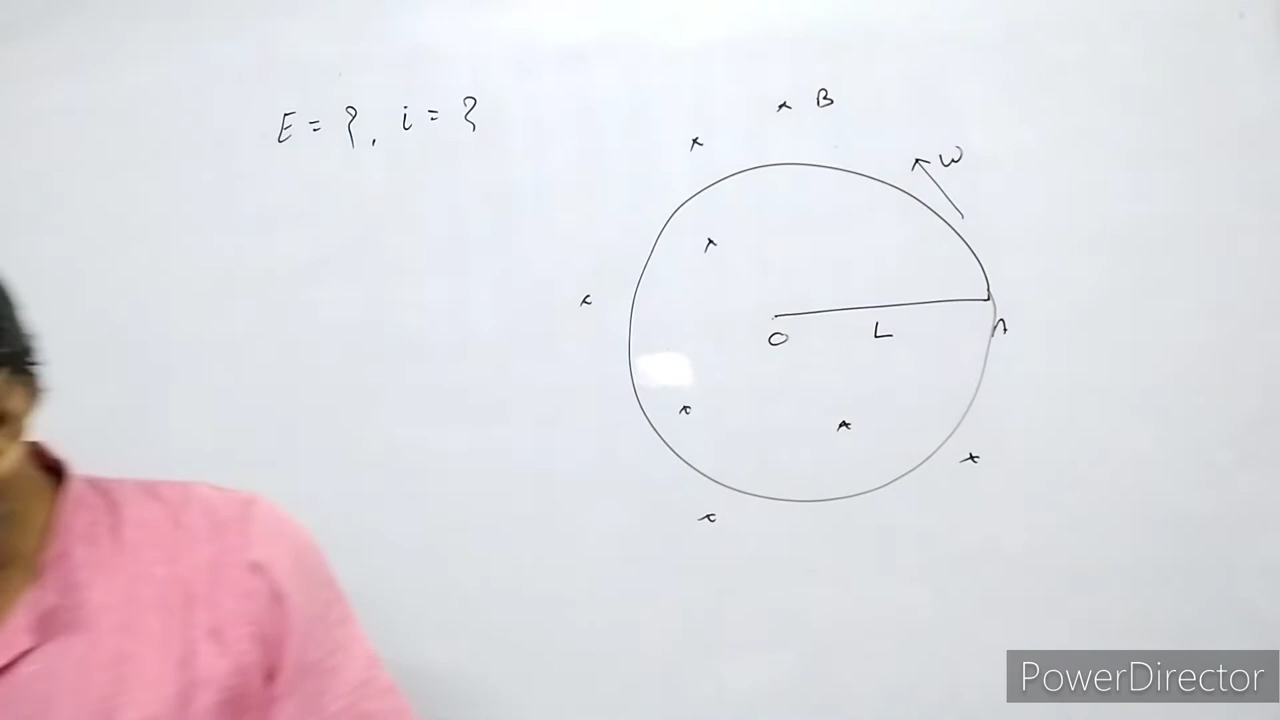 E = ?, i = ?
x B
x
ω
x
x
O
L
A
x
x
x
x
PowerDirector